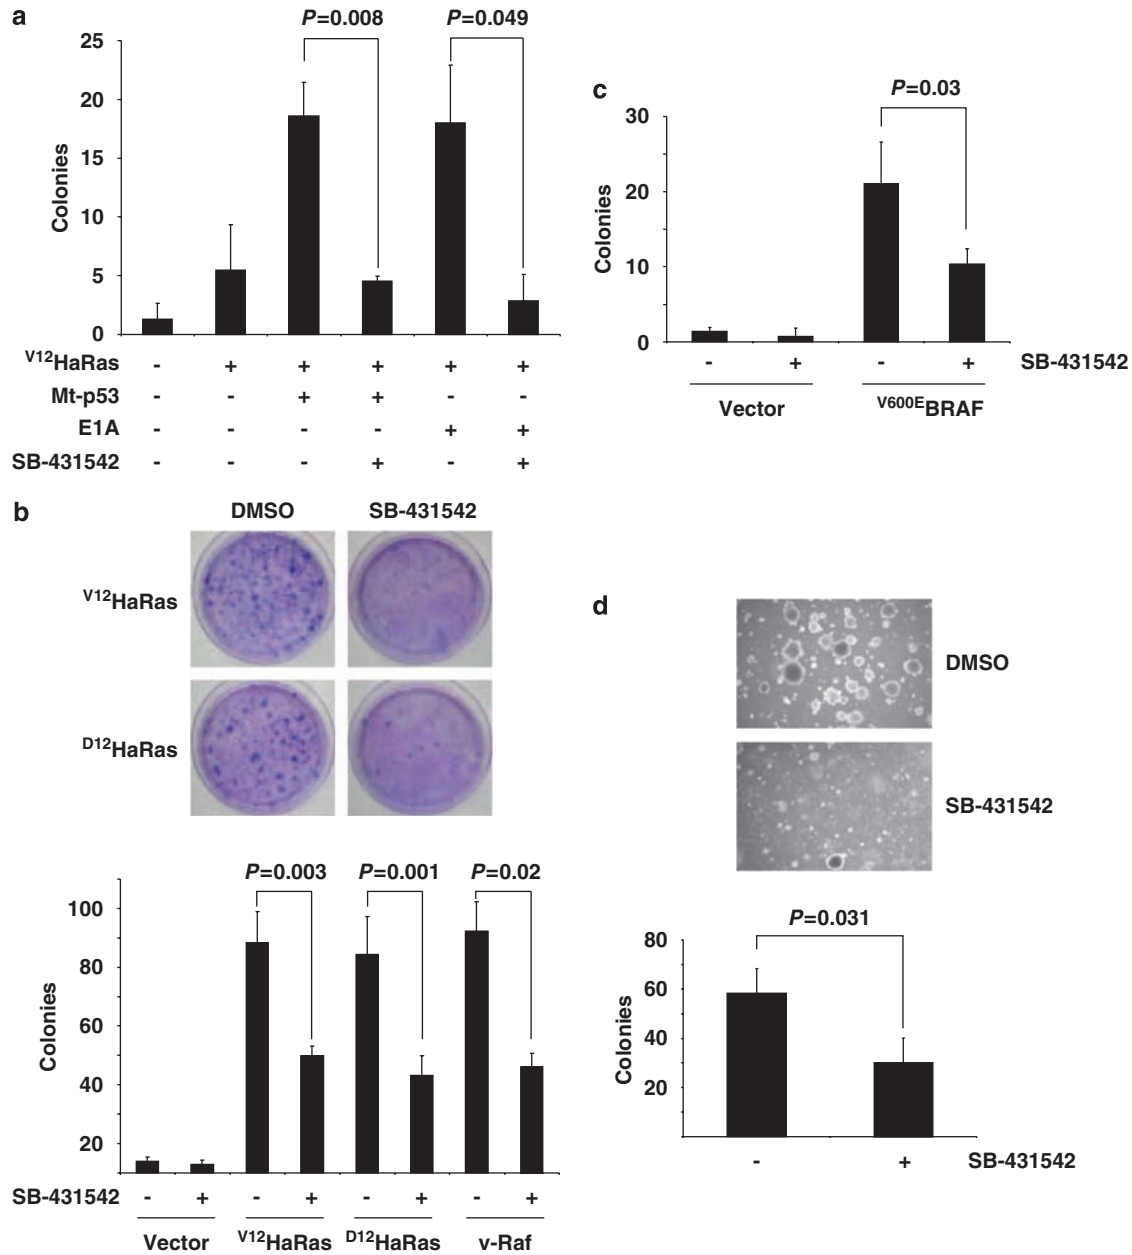 a
P=0.008
P=0.049
25
20
15
10
5
0
Colonies
V12HaRas - + + + + +
Mt-p53 - - + + - -
E1A - - - - + +
SB-431542 - - - + - +
b
DMSO SB-431542
V12HaRas
D12HaRas
P=0.003
P=0.001
P=0.02
100
80
60
40
20
Colonies
SB-431542 - + - + - + - +
Vector V12HaRas D12HaRas v-Raf
c
P=0.03
30
20
10
0
Colonies
- + - + SB-431542
Vector V600EBRAF
d
DMSO
SB-431542
P=0.031
80
60
40
20
Colonies
- + SB-431542